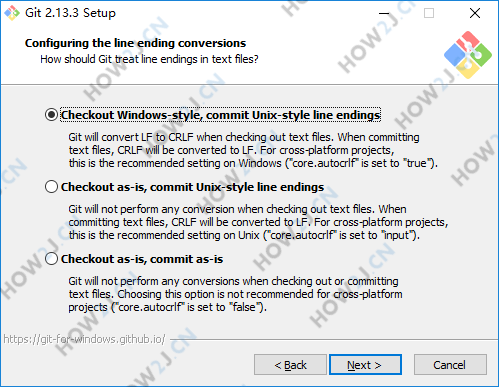 Git 2.13.3 Setup
Configuring the line ending conversions
How should Git treat line endings in text files?
Checkout Windows-style, commit Unix-style line endings
Git will convert LF to CRLF when checking out text files. When committing
text files, CRLF will be converted to LF. For cross-platform projects,
this is the recommended setting on Windows ("core.autocrlf" is set to "true").
Checkout as-is, commit Unix-style line endings
Git will not perform any conversion when checking out text files. When
committing text files, CRLF will be converted to LF. For cross-platform projects,
this is the recommended setting on Unix ("core.autocrlf" is set to "input").
Checkout as-is, commit as-is
Git will not perform any conversions when checking out or committing
text files. Choosing this option is not recommended for cross-platform
projects ("core.autocrlf" is set to "false").
https://git-for-windows.github.io/
< Back
Next >
Cancel
HOW2J.CN
HOW2J.CN
HOW2J.CN
HOW2J.CN
HOW2J.CN
HOW2J.CN
HOW2J.CN
HOW2J.CN
HOW2J.CN